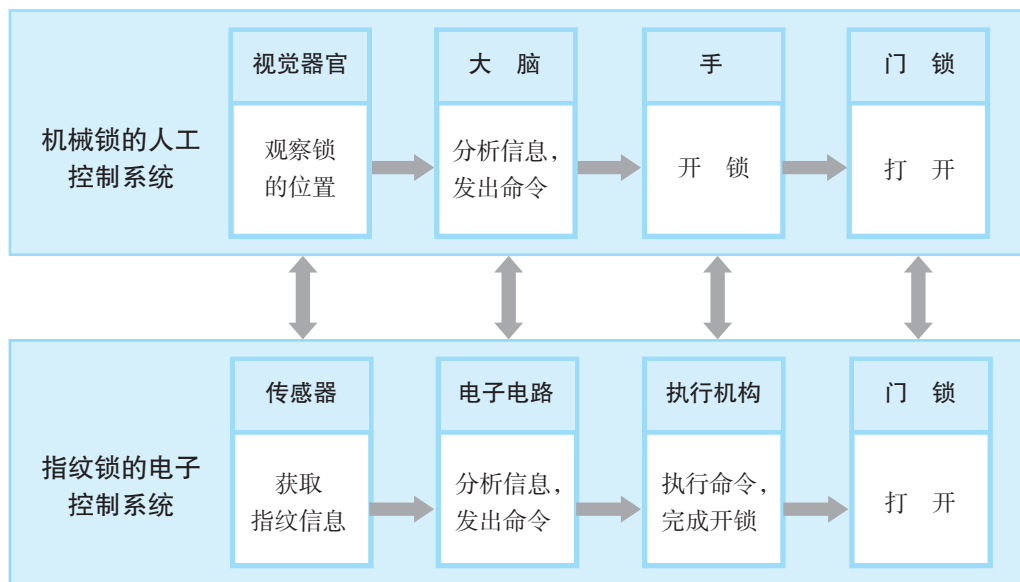 机械锁的人工
控制系统
视觉器官
观察锁
的位置
大 脑
分析信息，
发出命令
手
开 锁
门 锁
打 开
指纹锁的电子
控制系统
传感器
获取
指纹信息
电子电路
分析信息，
发出命令
执行机构
执行命令，
完成开锁
门 锁
打 开